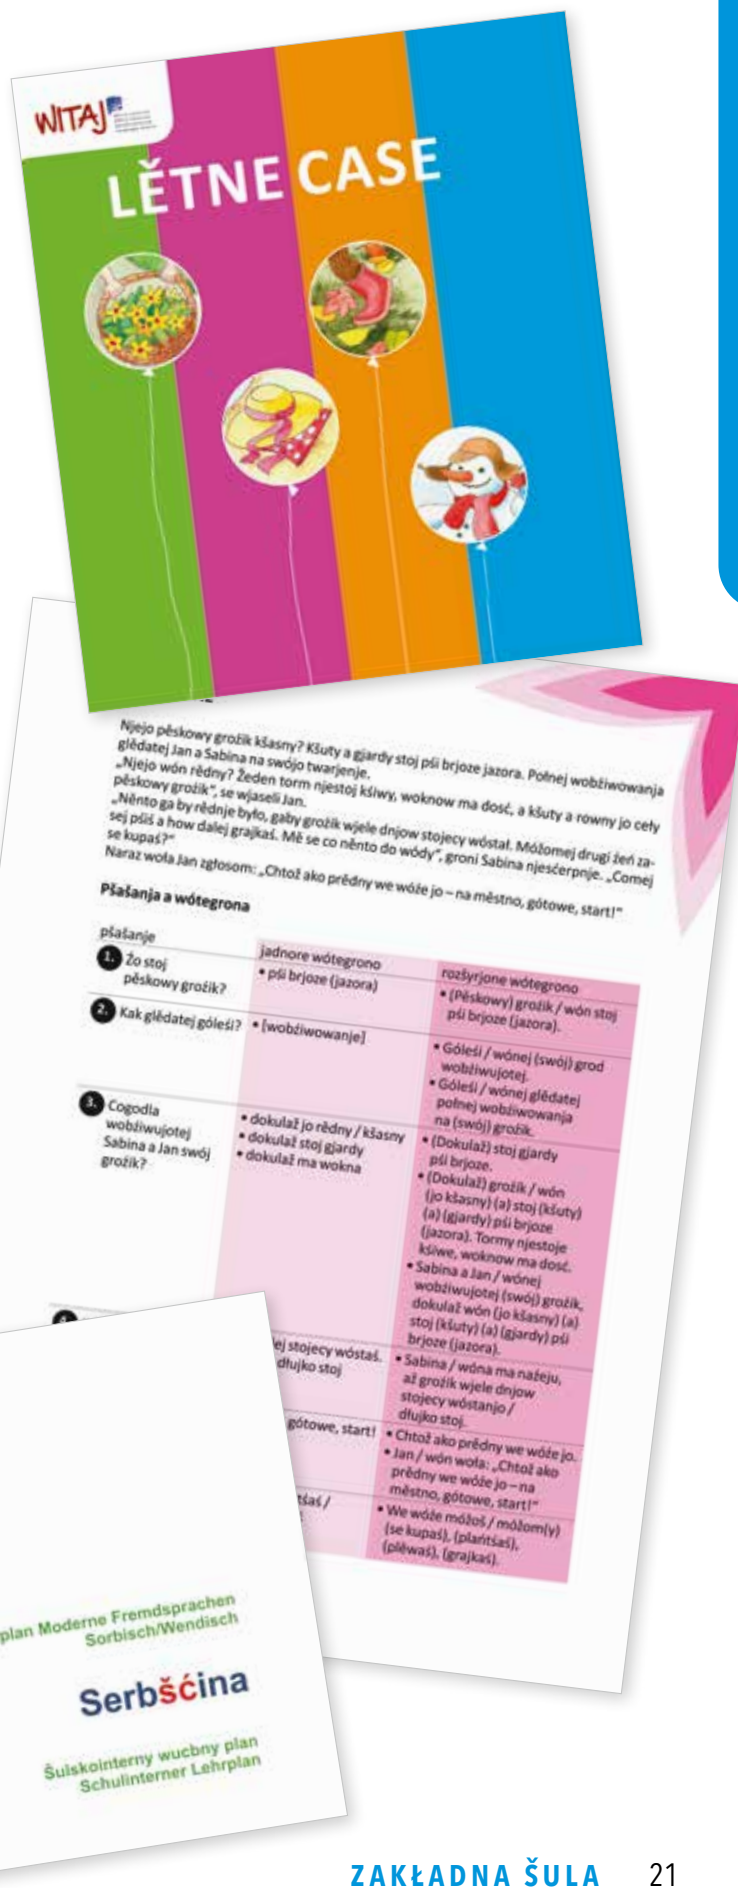 WITAJ
LĚTNE CASE
Njejo pěskowy grožik kšasny? Kšuty a gjardy stoj pśi brjoze jazora. Połnej wobźiwowanja
glědatej Jan a Sabina na swójo twarjenje.
„Njejo wón rědny? Žeden torm njestoj kśiwy, woknow ma dosć, a kšuty a rowny jo ceły
pěskowy grožik“, se wjaseli Jan.
„Něnto ga by rědnje było, gaby grožik wjele dnjow stojecy wóstał. Móžomej drugi źeń za-
sej pśiś a how dalej grajkaś. Mě se co něnto do wódy“, groni Sabina njesćerpnje. „Comej
se kupaś?“
Naraz woła Jan zgłosom: „Chtož ako prědny we wóźe jo – na městno, gótowe, start!“
Pšašanja a wótegrona
pšašanje
jadnore wótegrono
rozšyrjone wótegrono
1. Źo stoj
pěskowy grožik?
• pśi brjoze (jazora)
• (Pěskowy) grožik / wón stoj
pśi brjoze (jazora).
2. Kak glědatej góleśi?
• [wobźiwowanje]
• Góleśi / wónej (swój) grod
wobźiwujotej.
• Góleśi / wónej glědatej
połnej wobźiwowanja
na (swój) grožik.
3. Cogodla
wobźiwujotej
Sabina a Jan swój
grožik?
• dokulaž jo rědny / kšasny
• dokulaž stoj gjardy
• dokulaž ma wokna
• (Dokulaž) stoj gjardy
pśi brjoze.
• (Dokulaž) grožik / wón
(jo kšasny) (a) stoj (kšuty)
(a) (gjardy) pśi brjoze
(jazora). Tormy njestoje
kśiwe, woknow ma dosć.
• Sabina a Jan / wónej
wobźiwujotej (swój) grožik,
dokulaž wón (jo kšasny) (a)
stoj (kšuty) (a) (gjardy) pśi
brjoze (jazora).
ej stojecy wóstaś.
dłujko stoj
• Sabina / wóna ma naźeju,
až grožik wjele dnjow
stojecy wóstanjo /
dłujko stoj.
gótowe, start!
• Chtož ako prědny we wóźe jo.
• Jan / wón woła: „Chtož ako
prědny we wóźe jo – na
městno, gótowe, start!“
tśaś /
• We wóźe móžoš / móžom(y)
(se kupaś), (plańtśaś),
(plěwaś), (grajkaś).
plan Moderne Fremdsprachen
Sorbisch/Wendisch
Serbšćina
Šulskointerny wucbny plan
Schulinterner Lehrplan
ZAKŁADNA ŠULA 21